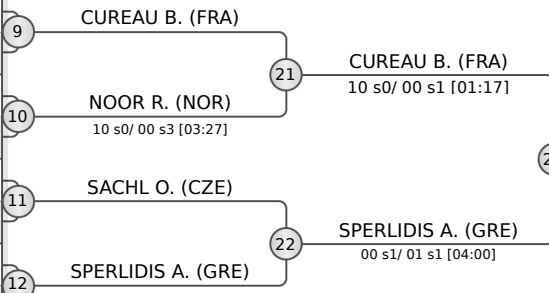 CUREAU B. (FRA)
9
21
CUREAU B. (FRA)
10 s0/ 00 s1 [01:17]
NOOR R. (NOR)
10
10 s0/ 00 s3 [03:27]
2
SACHL O. (CZE)
11
22
SPERLIDIS A. (GRE)
00 s1/ 01 s1 [04:00]
SPERLIDIS A. (GRE)
12